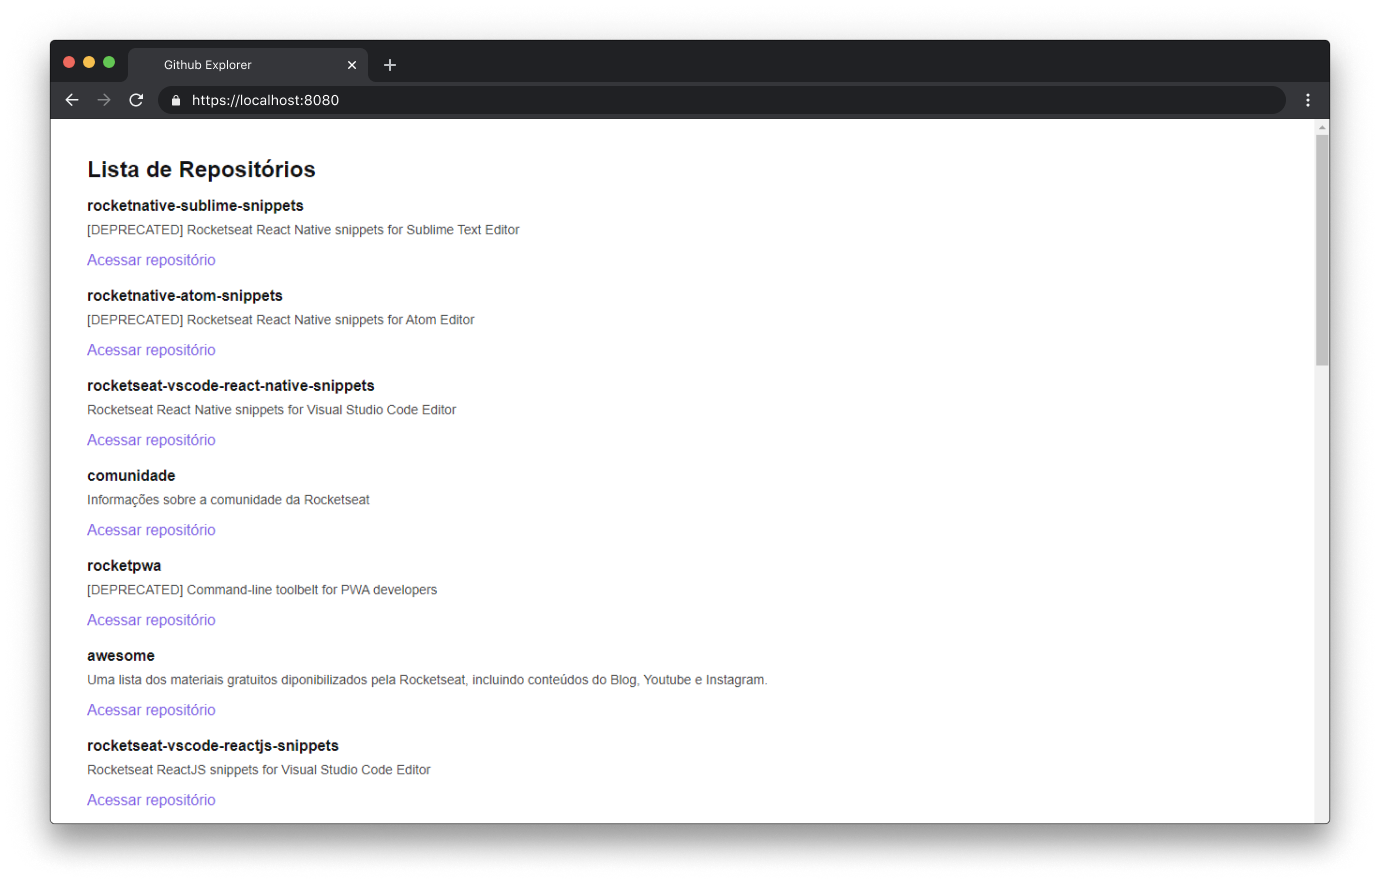 Github Explorer
https://localhost:8080
Lista de Repositórios
rocketnative-sublime-snippets
[DEPRECATED] Rocketseat React Native snippets for Sublime Text Editor
Acessar repositório
rocketnative-atom-snippets
[DEPRECATED] Rocketseat React Native snippets for Atom Editor
Acessar repositório
rocketseat-vscode-react-native-snippets
Rocketseat React Native snippets for Visual Studio Code Editor
Acessar repositório
comunidade
Informações sobre a comunidade da Rocketseat
Acessar repositório
rocketpwa
[DEPRECATED] Command-line toolbelt for PWA developers
Acessar repositório
awesome
Uma lista dos materiais gratuitos diponibilizados pela Rocketseat, incluindo conteúdos do Blog, Youtube e Instagram.
Acessar repositório
rocketseat-vscode-reactjs-snippets
Rocketseat ReactJS snippets for Visual Studio Code Editor
Acessar repositório